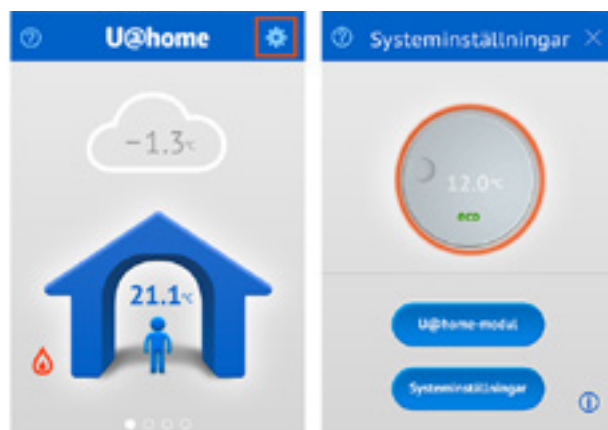 U@home
−1.3°C
21.1°C
Systeminställningar
12.0°C
eco
U@home-modul
Systeminställningar